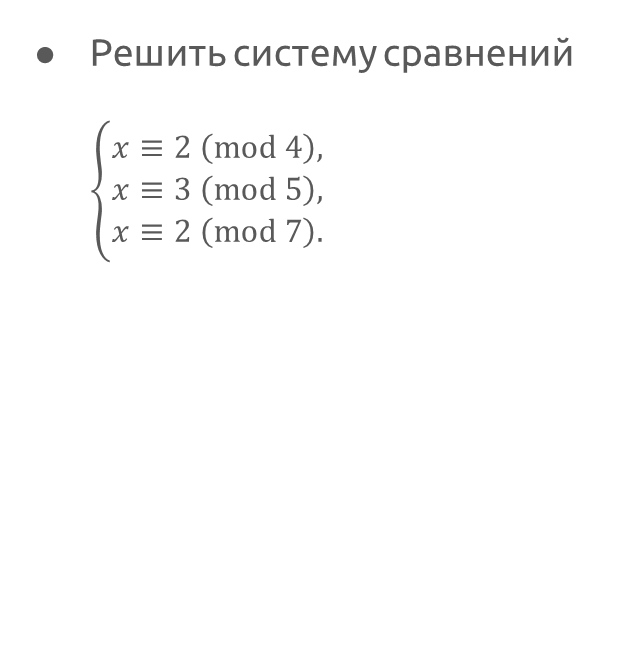 ● Решить систему сравнений
x ≡ 2 (mod 4),
x ≡ 3 (mod 5),
x ≡ 2 (mod 7).